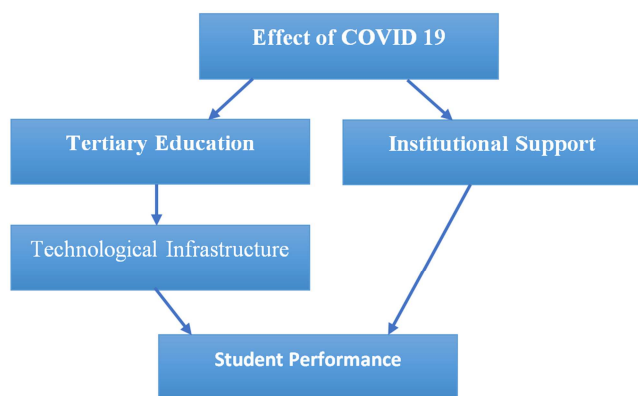 Effect of COVID 19
Tertiary Education
Institutional Support
Technological Infrastructure
Student Performance